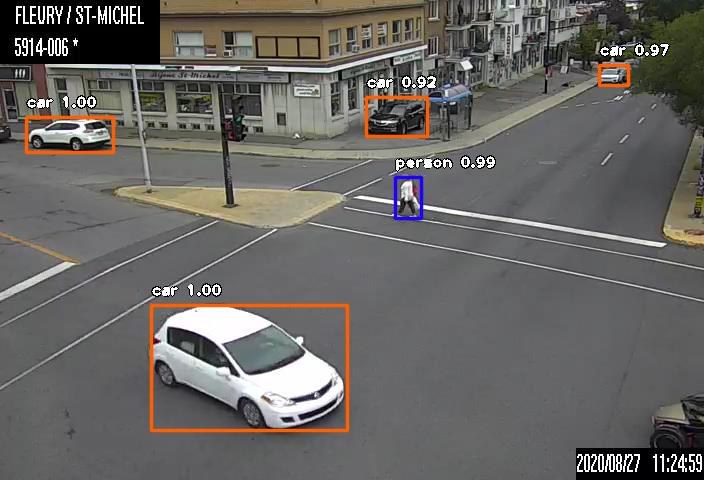 FLEURY / ST-MICHEL
5914-006 *
car 0.97
car 0.92
car 1.00
person 0.99
car 1.00
2020/08/27 11:24:59